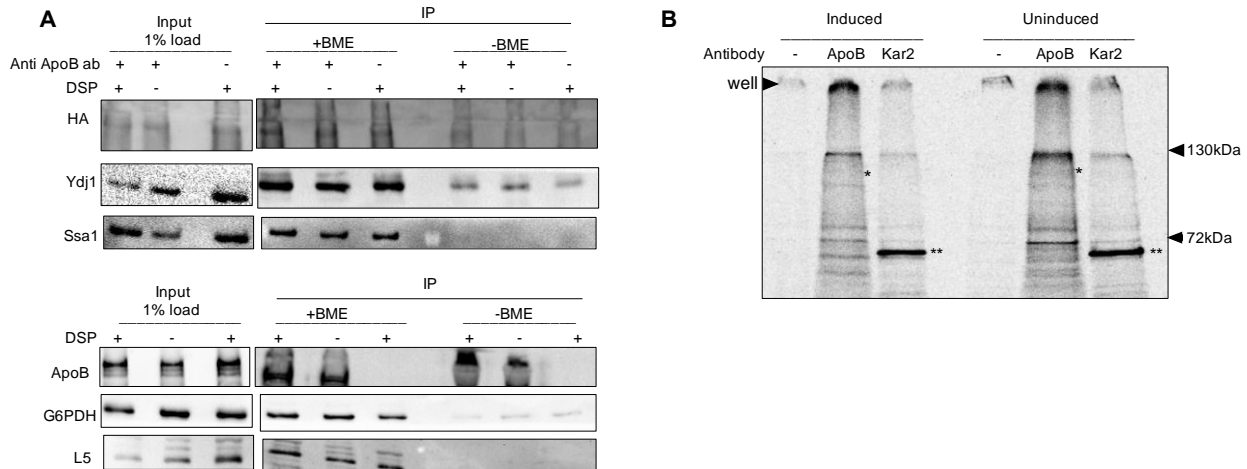 A
Input
1% load
IP
+BME
-BME
Anti ApoB ab + + - + + - + + -
DSP + - + + - + + - +
HA
Ydj1
Ssa1
Input
1% load
IP
+BME
-BME
DSP + - + + - + + - +
ApoB
G6PDH
L5
B
Induced
Uninduced
Antibody - ApoB Kar2 - ApoB Kar2
well
130kDa
* *
72kDa
** **